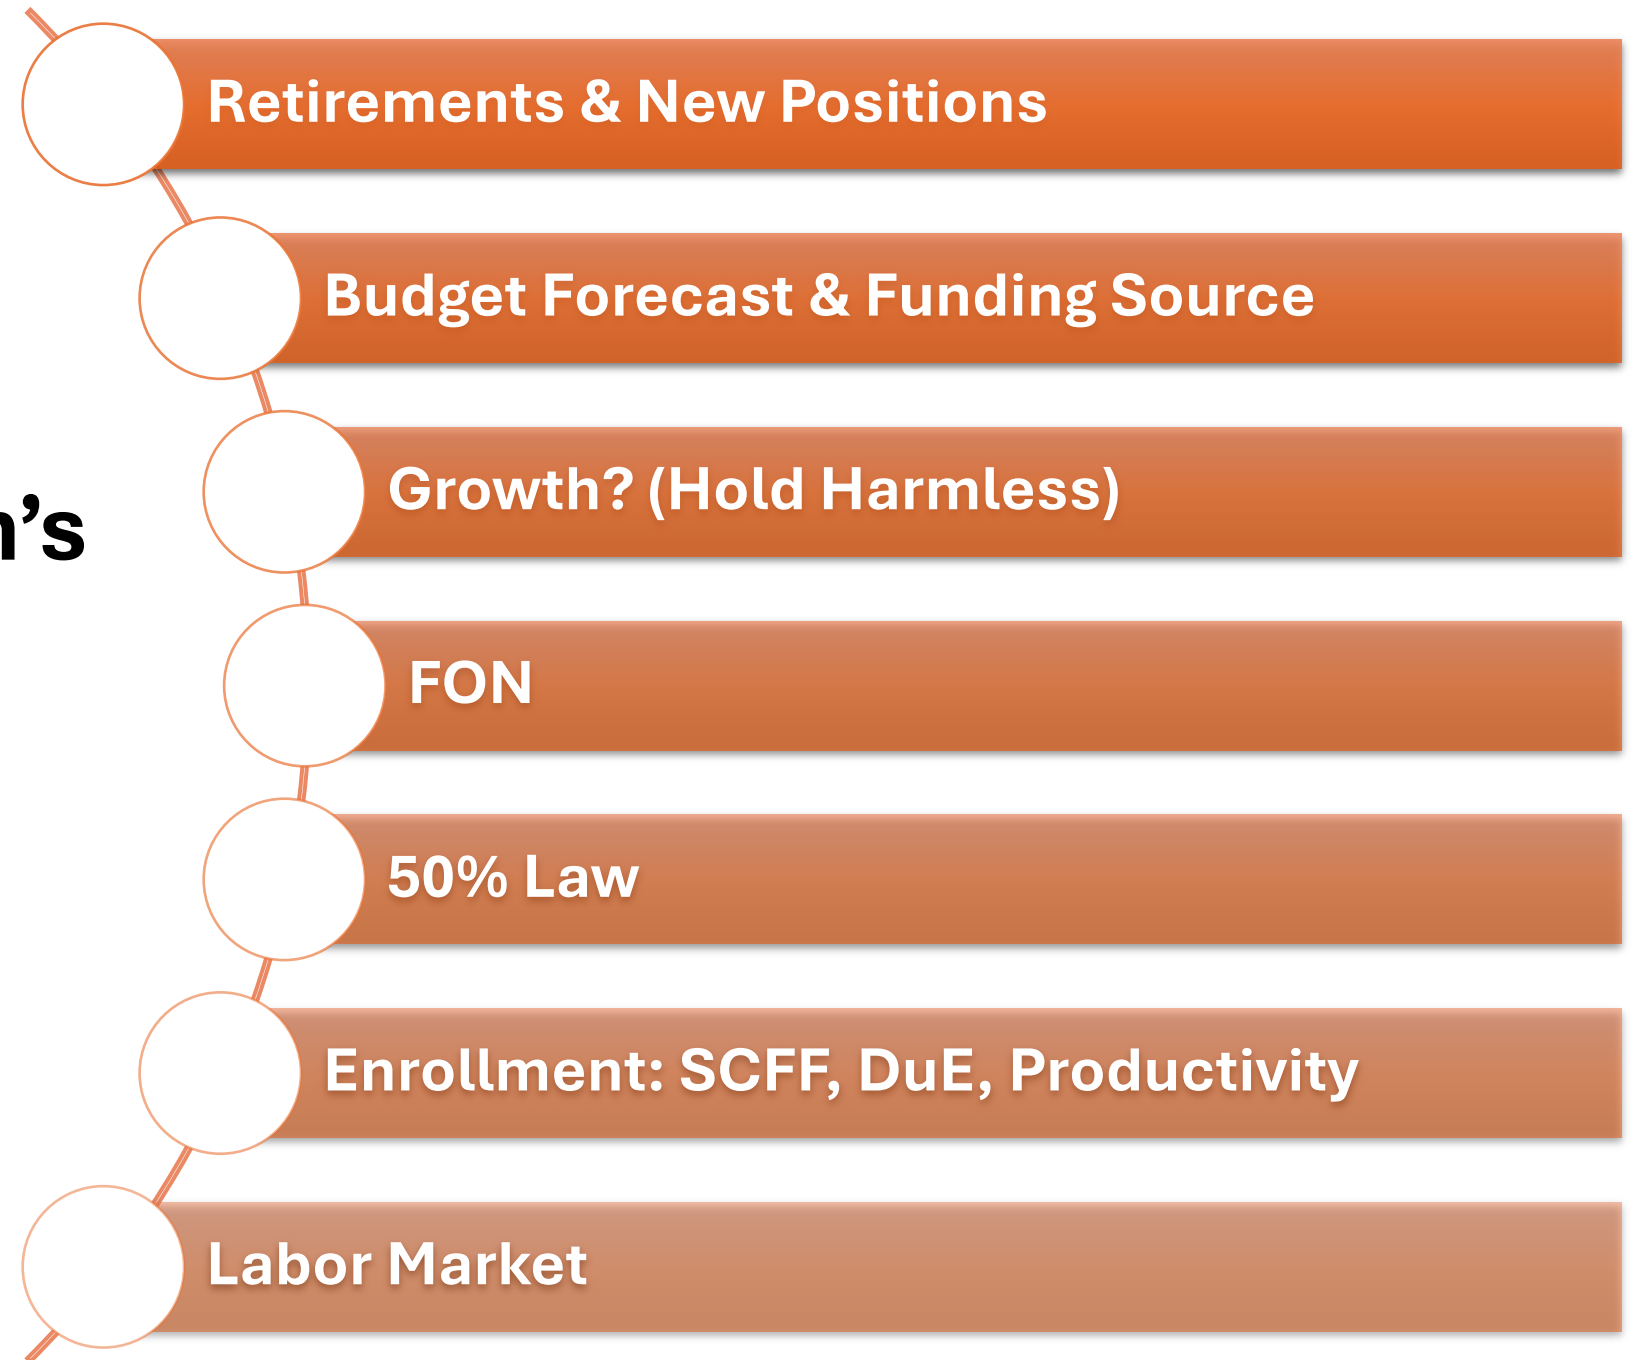 Retirements & New Positions
Budget Forecast & Funding Source
Growth? (Hold Harmless)
’s
FON
50% Law
Enrollment: SCFF, DuE, Productivity
Labor Market